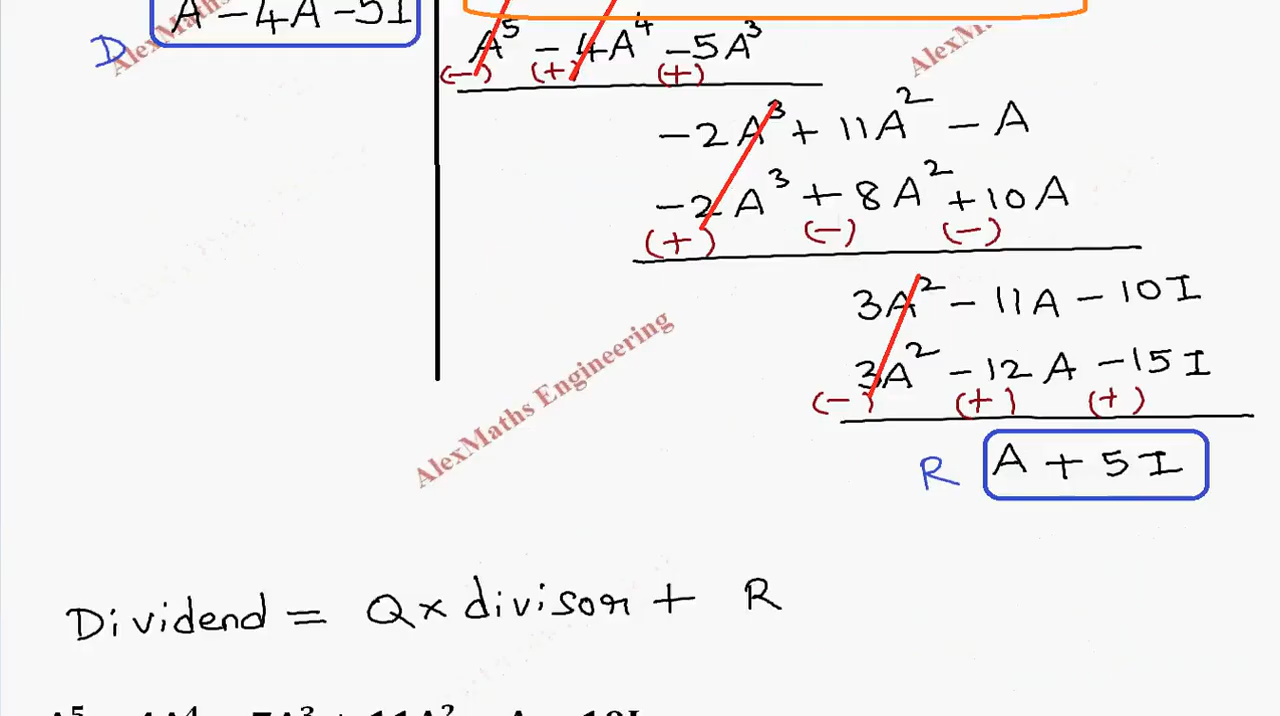 A² - 4A - 5I
D
A⁵ - 4A⁴ - 5A³
(-) (+) (+)
-2A³ + 11A² - A
-2A³ + 8A² + 10A
(+) (-) (-)
3A² - 11A - 10I
3A² - 12A - 15I
(-) (+) (+)
R A + 5I
AlexMaths Engineering
Dividend = Q× divisor + R